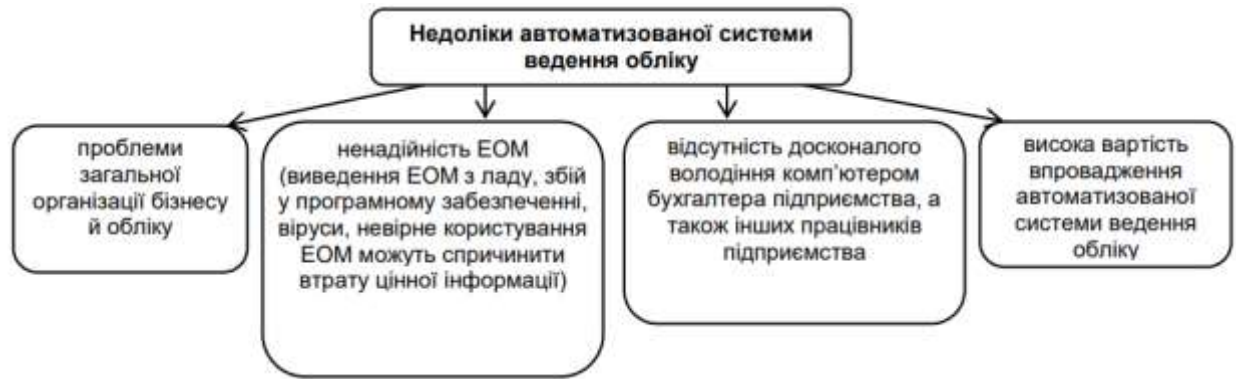 Недоліки автоматизованої системи
ведення обліку
проблеми
загальної
організації бізнесу
й обліку
ненадійність ЕОМ
(виведення ЕОМ з ладу, збій
у програмному забезпеченні,
віруси, невірне користування
ЕОМ можуть спричинити
втрату цінної інформації)
відсутність досконалого
володіння комп'ютером
бухгалтера підприємства, а
також інших працівників
підприємства
висока вартість
впровадження
автоматизованої
системи ведення
обліку